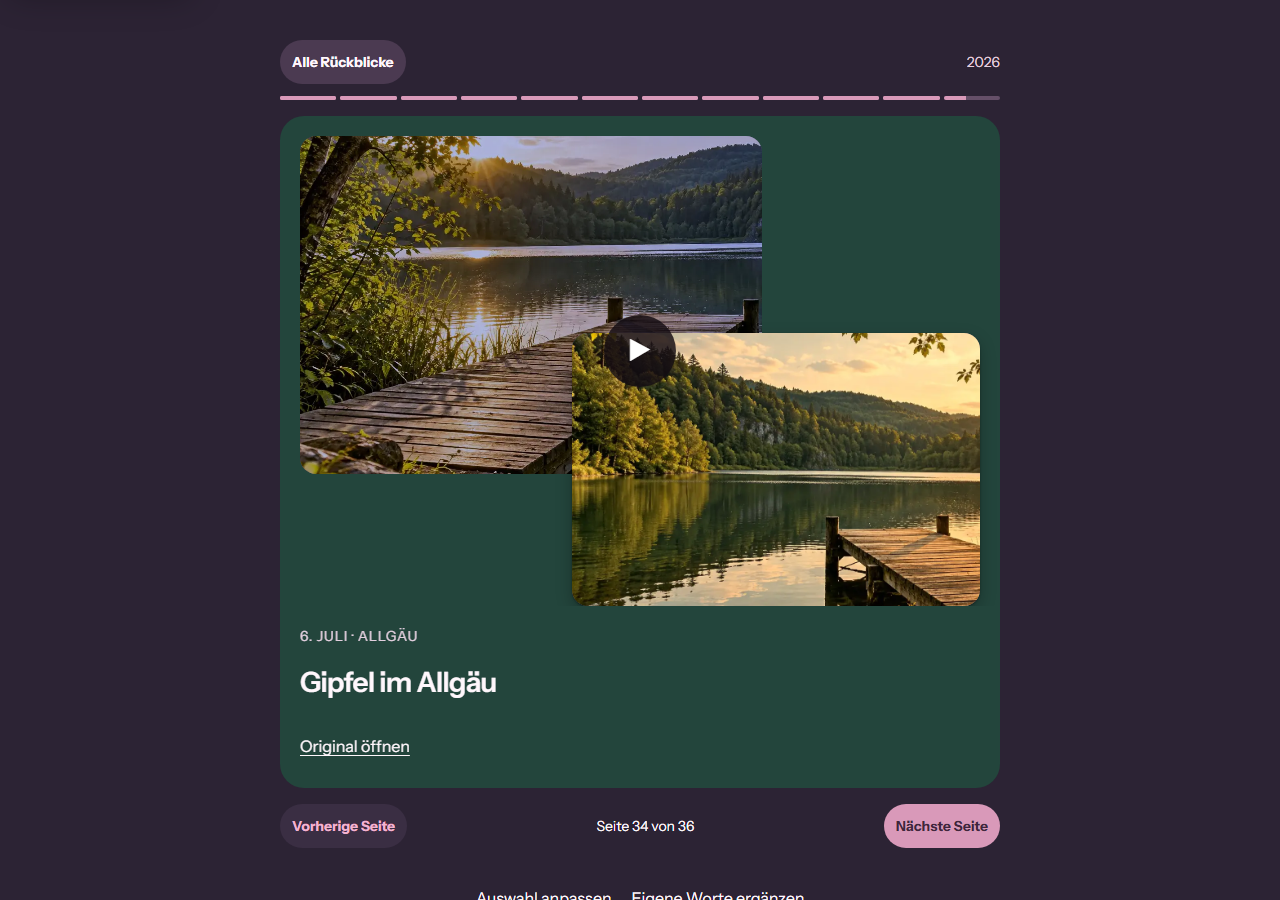 Alle Rückblicke
2026
6. JULI · ALLGÄU
Gipfel im Allgäu
Original öffnen
Vorherige Seite
Seite 34 von 36
Nächste Seite
Auswahl anpassen
Eigene Worte ergänzen